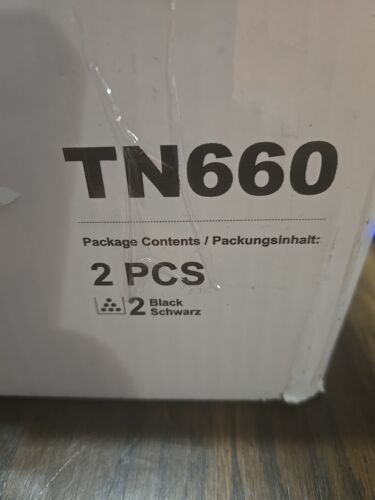 TN660
Package Contents / Packungsinhalt:
2 PCS
2 Black
Schwarz